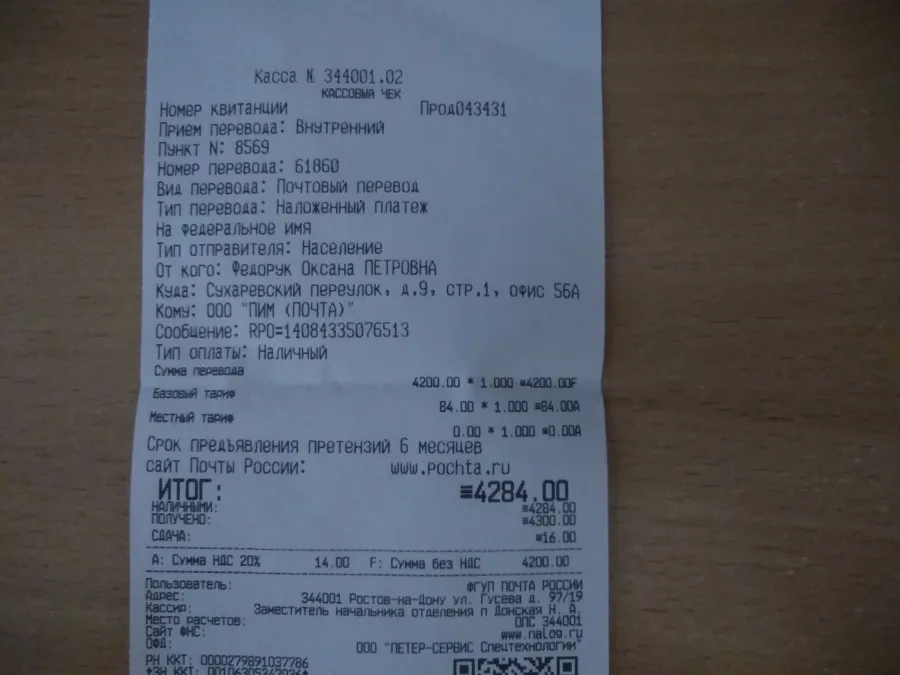 Касса № 344001.02
КАССОВЫЙ ЧЕК
Номер квитанции Прод043431
Прием перевода: Внутренний
Пункт N: 8569
Номер перевода: 61860
Вид перевода: Почтовый перевод
Тип перевода: Наложенный платеж
На федеральное имя
Тип отправителя: Население
От кого: Федорук Оксана ПЕТРОВНА
Куда: Сухаревский переулок, д.9, стр.1, офис 56А
Кому: ООО "ПИМ (ПОЧТА)"
Сообщение: RPO=14084335076513
Тип оплаты: Наличный
Сумма перевода
4200.00 * 1.000 ≡4200.00F
Базовый тариф
84.00 * 1.000 ≡84.00А
Местный тариф
0.00 * 1.000 ≡0.00А
Срок предъявления претензий 6 месяцев
сайт Почты России: www.pochta.ru
ИТОГ: ≡4284.00
НАЛИЧНЫМИ: ≡4284.00
ПОЛУЧЕНО: ≡4300.00
СДАЧА: ≡16.00
А: Сумма НДС 20% 14.00 F: Сумма без НДС 4200.00
Пользователь: ФГУП ПОЧТА РОССИИ
Адрес: 344001 Ростов-на-Дону ул. Гусева д. 97/19
Кассир: Заместитель начальника отделения п Донская Н. А.
Место расчетов: ОПС 344001
Сайт ФНС: www.nalog.ru
ОФД: ООО "ПЕТЕР-СЕРВИС Спецтехнологии"
РН ККТ: 0000279891037786
*ЗН ККТ: